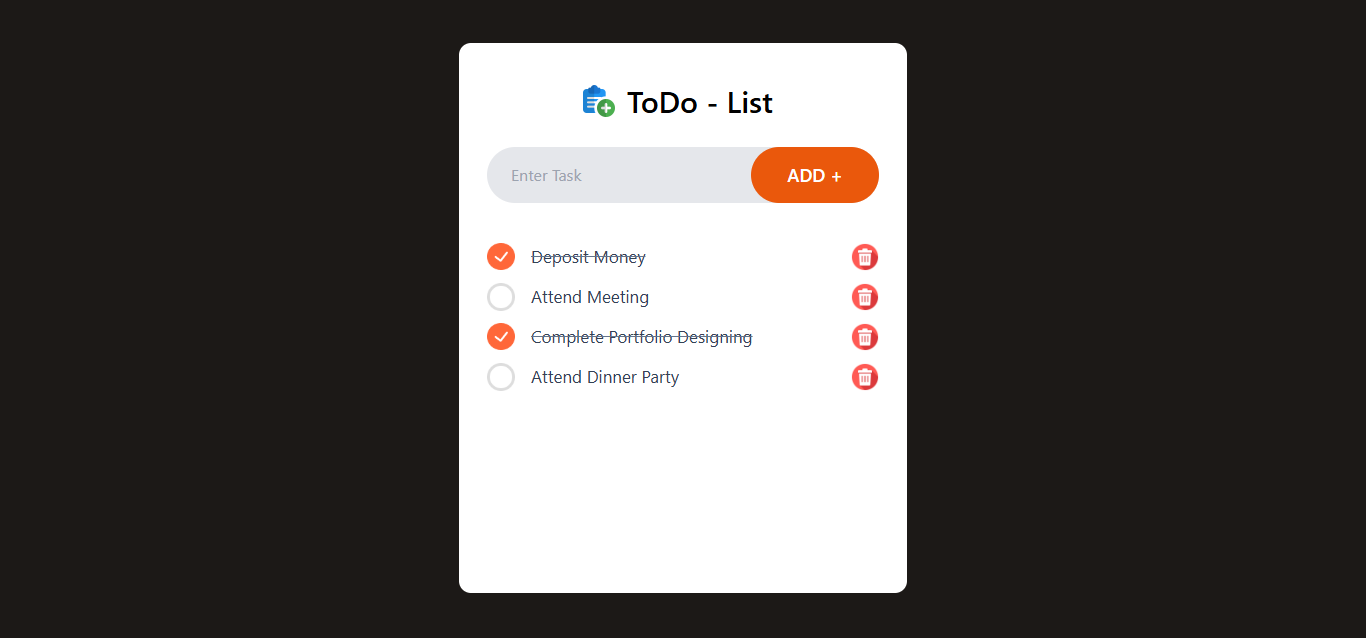 ToDo - List
Enter Task
ADD +
Deposit Money
Attend Meeting
Complete Portfolio Designing
Attend Dinner Party